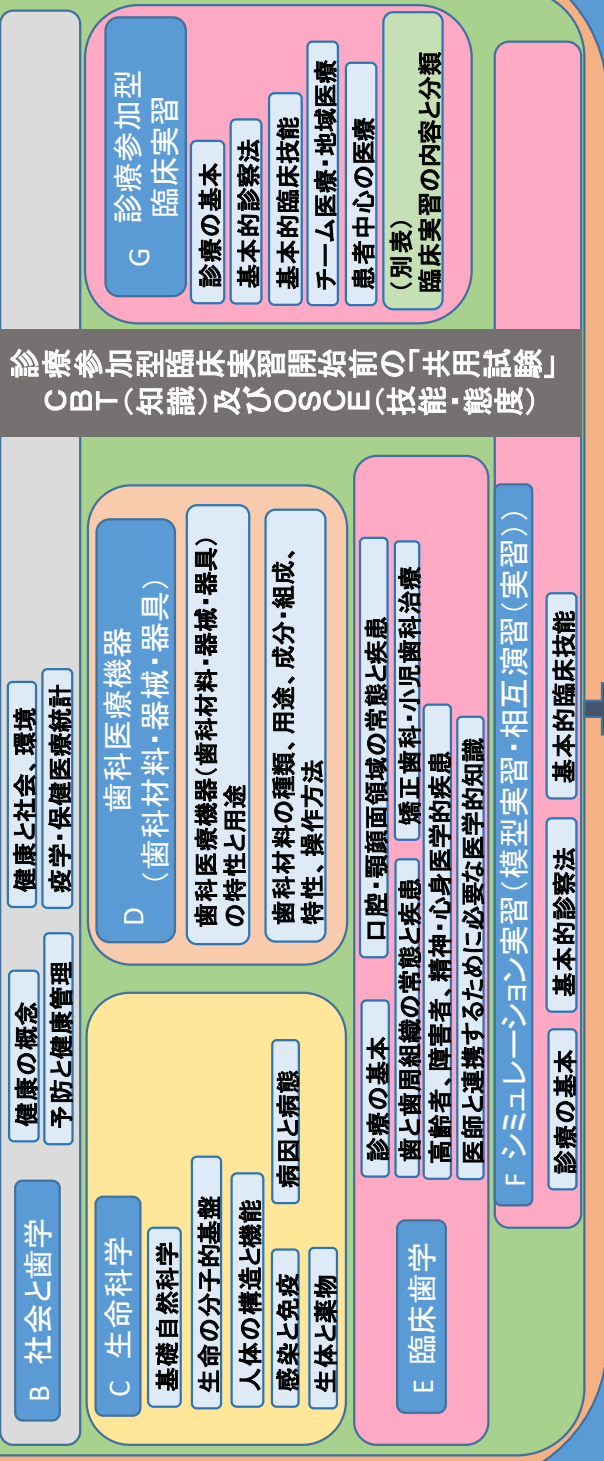 B 社会と歯学
健康の概念
予防と健康管理
健康と社会、環境
疫学・保健医療統計
C 生命科学
基礎自然科学
生命の分子的基盤
人体の構造と機能
感染と免疫
病因と病態
生体と薬物
D 歯科医療機器
(歯科材料・器械・器具)
歯科医療機器(歯科材料・器械・器具)
の特性と用途
歯科材料の種類、用途、成分・組成、
特性、操作方法
E 臨床歯学
診療の基本
口腔・顎顔面領域の常態と疾患
歯と歯周組織の常態と疾患
矯正歯科・小児歯科治療
高齢者、障害者、精神・心身医学的疾患
医師と連携するために必要な医学的知識
F シミュレーション実習(模型実習・相互演習(実習))
診療の基本
基本的診察法
基本的臨床技能
診療参加型臨床実習開始前の「共用試験」
CBT(知識)及びOSCE(技能・態度)
G 診療参加型
臨床実習
診療の基本
基本的診察法
基本的臨床技能
チーム医療・地域医療
患者中心の医療
(別表)
臨床実習の内容と分類